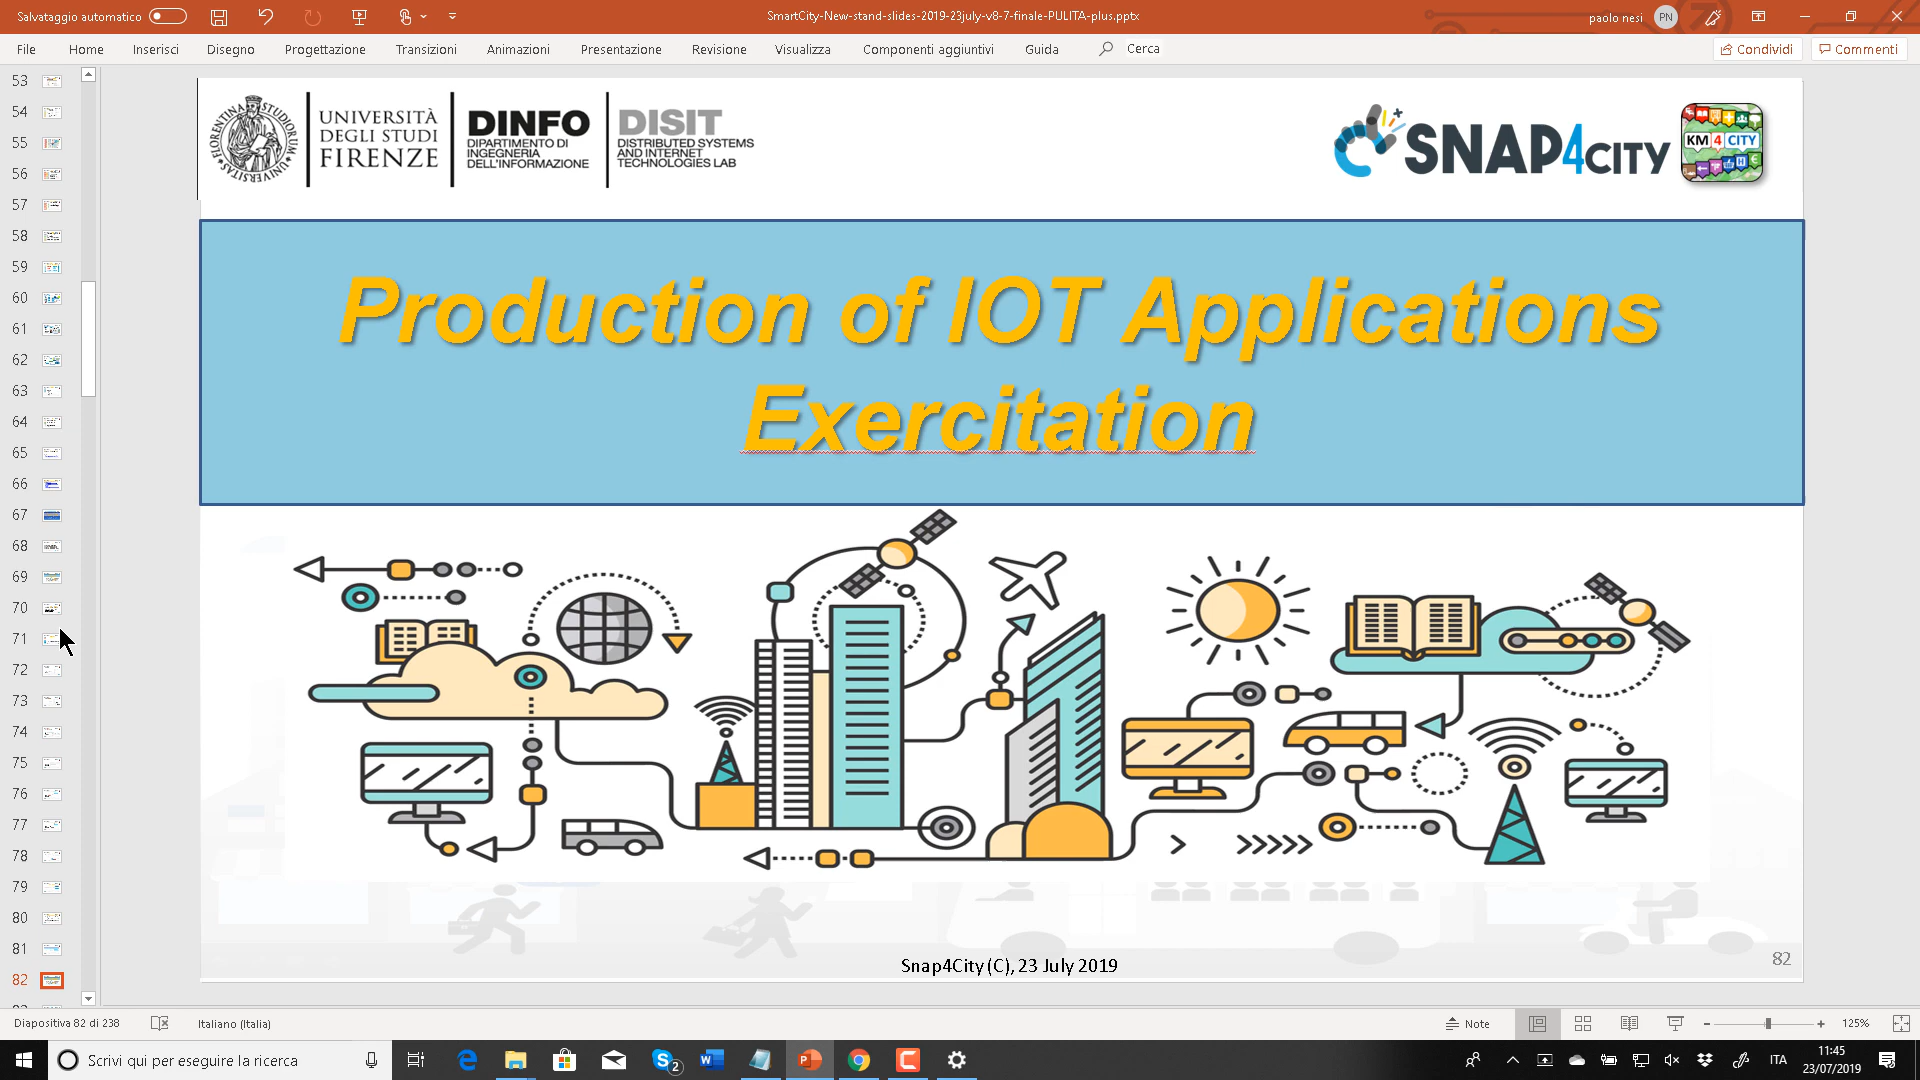 Salvataggio automatico
SmartCity-New-stand-slides-2019-23july-v8-7-finale-PULITA-plus.pptx
paolo nesi
PN
File Home Inserisci Disegno Progettazione Transizioni Animazioni Presentazione Revisione Visualizza Componenti aggiuntivi Guida Cerca
Condividi Commenti
53
54
55
56
57
58
59
60
61
62
63
64
65
66
67
68
69
70
71
72
73
74
75
76
77
78
79
80
81
82
UNIVERSITÀ
DEGLI STUDI
FIRENZE
DINFO
DIPARTIMENTO DI
INGEGNERIA
DELL'INFORMAZIONE
DISIT
DISTRIBUTED SYSTEMS
AND INTERNET
TECHNOLOGIES LAB
SNAP4CITY
KM 4 CITY
Production of IOT Applications
Exercitation
Snap4City (C), 23 July 2019
82
Diapositiva 82 di 238
Italiano (Italia)
Note
125%
Scrivi qui per eseguire la ricerca
2
ITA
11:45
23/07/2019